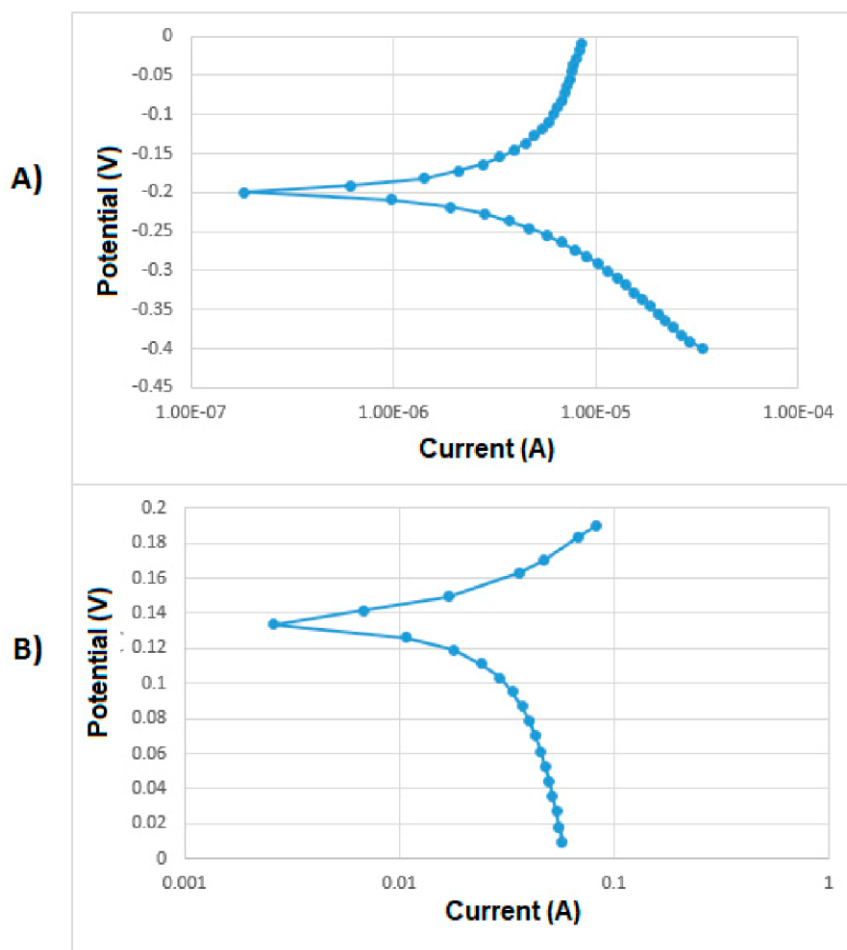 A)
Potential (V)
0
-0.05
-0.1
-0.15
-0.2
-0.25
-0.3
-0.35
-0.4
-0.45
1.00E-07 1.00E-06 1.00E-05 1.00E-04
Current (A)
B)
Potential (V)
0.2
0.18
0.16
0.14
0.12
0.1
0.08
0.06
0.04
0.02
0
0.001 0.01 0.1 1
Current (A)